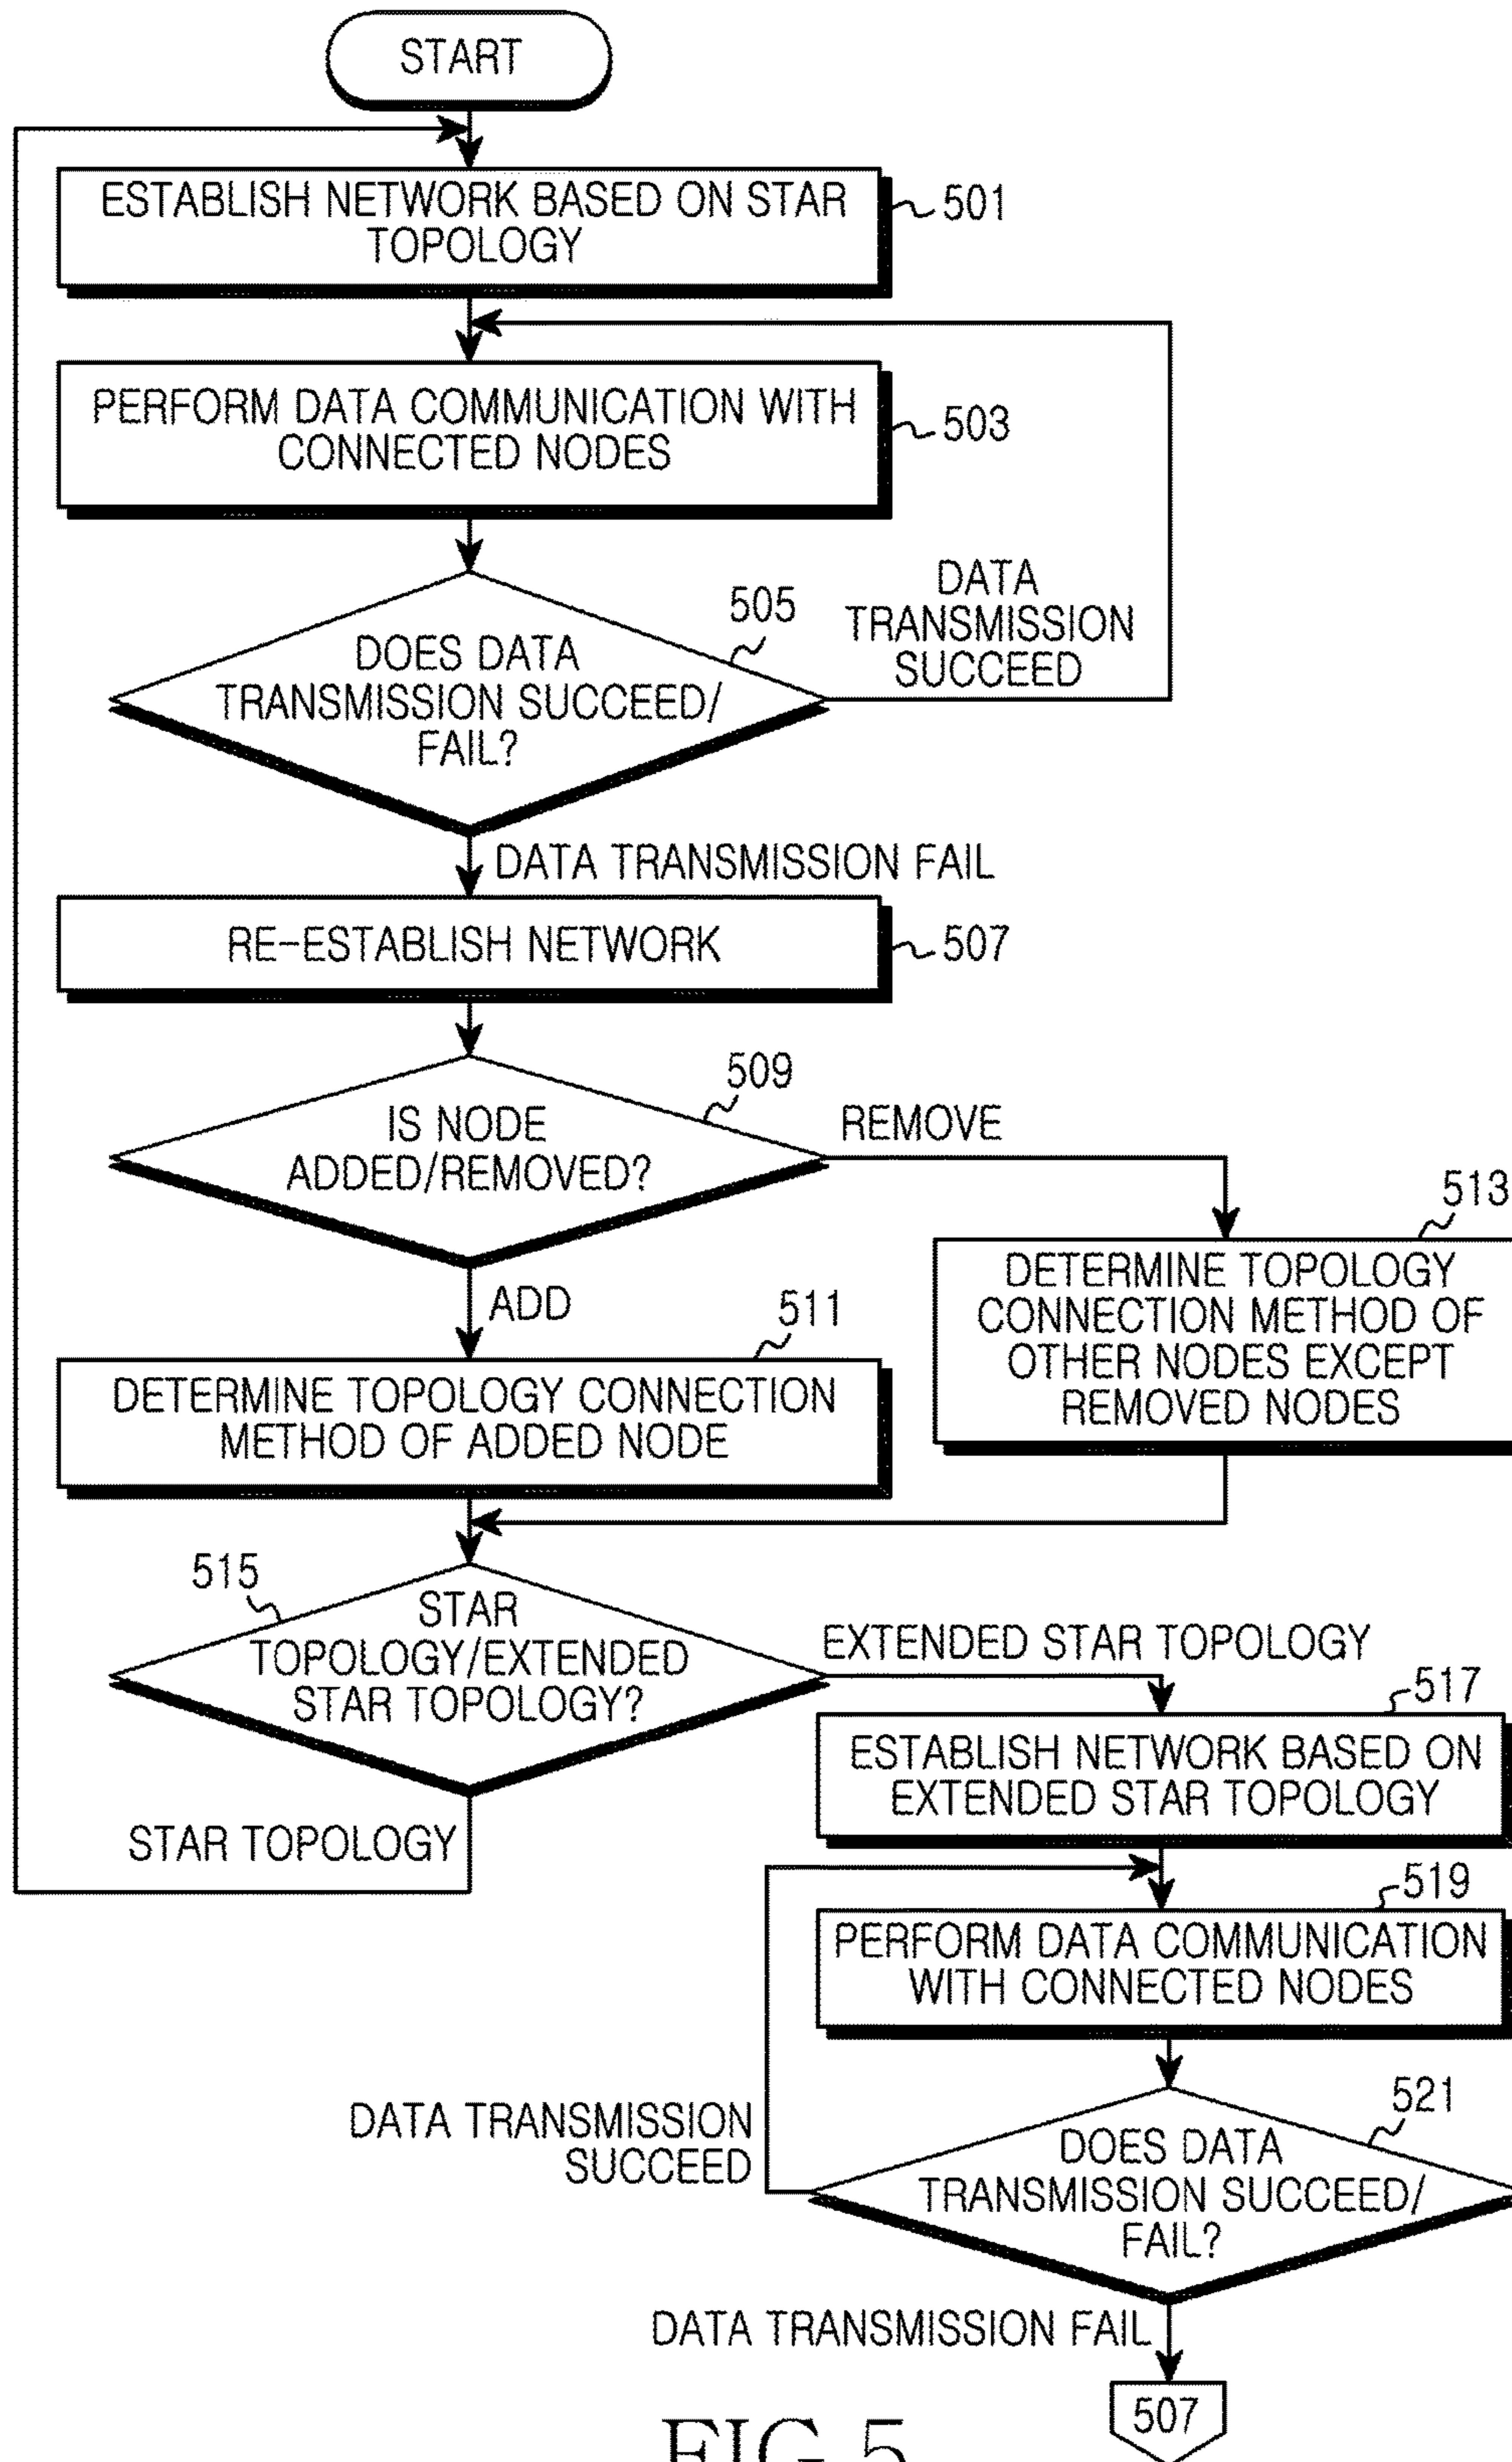 START
ESTABLISH NETWORK BASED ON STAR
TOPOLOGY
501
PERFORM DATA COMMUNICATION WITH
CONNECTED NODES
503
505
DOES DATA
TRANSMISSION SUCCEED/
FAIL?
DATA
TRANSMISSION
SUCCEED
DATA TRANSMISSION FAIL
RE-ESTABLISH NETWORK
507
509
IS NODE
ADDED/REMOVED?
REMOVE
513
DETERMINE TOPOLOGY
CONNECTION METHOD OF
OTHER NODES EXCEPT
REMOVED NODES
ADD
511
DETERMINE TOPOLOGY CONNECTION
METHOD OF ADDED NODE
515
STAR
TOPOLOGY/EXTENDED
STAR TOPOLOGY?
EXTENDED STAR TOPOLOGY
517
ESTABLISH NETWORK BASED ON
EXTENDED STAR TOPOLOGY
STAR TOPOLOGY
519
PERFORM DATA COMMUNICATION
WITH CONNECTED NODES
DATA TRANSMISSION
SUCCEED
521
DOES DATA
TRANSMISSION SUCCEED/
FAIL?
DATA TRANSMISSION FAIL
507
FIG.5